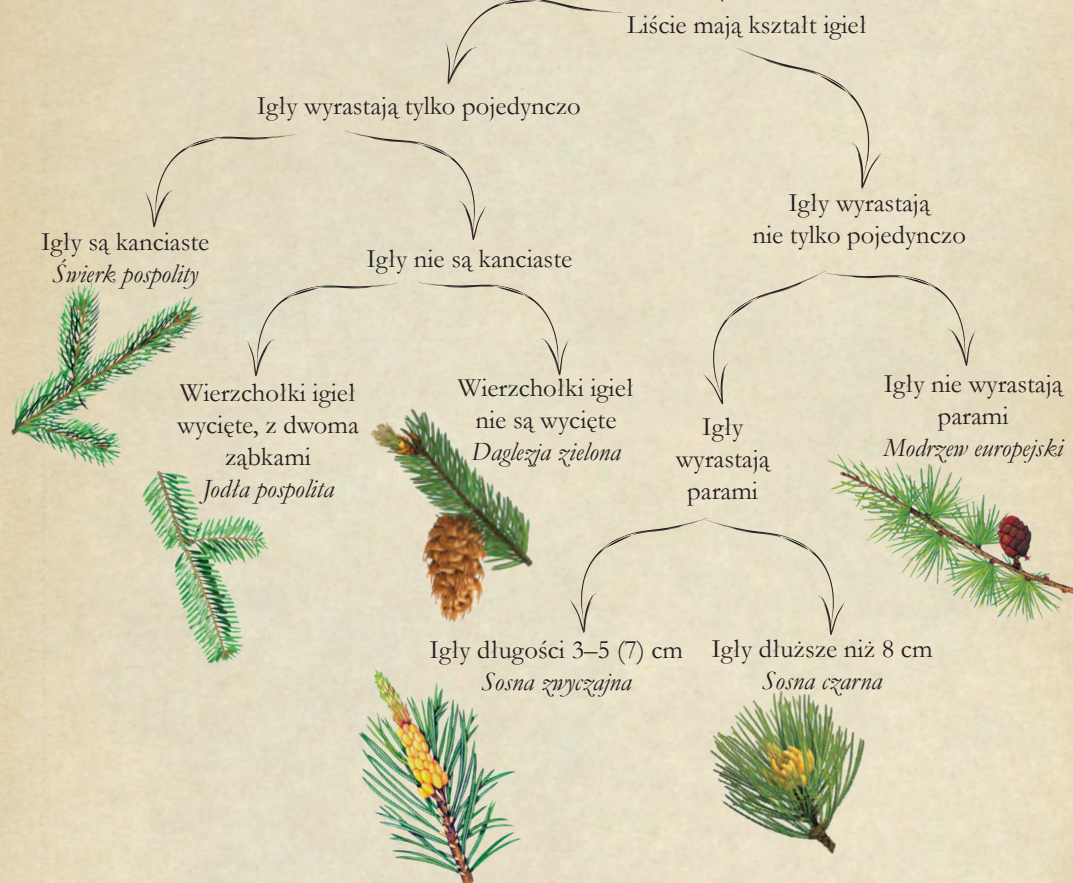 Liście mają kształt igieł
Igły wyrastają tylko pojedynczo
Igły wyrastają
nie tylko pojedynczo
Igły są kanciaste
Świerk pospolity
Igły nie są kanciaste
Wierzchołki igieł
wycięte, z dwoma
ząbkami
Jodła pospolita
Wierzchołki igieł
nie są wycięte
Daglezja zielona
Igły
wyrastają
parami
Igły nie wyrastają
parami
Modrzew europejski
Igły długości 3–5 (7) cm
Sosna zwyczajna
Igły dłuższe niż 8 cm
Sosna czarna